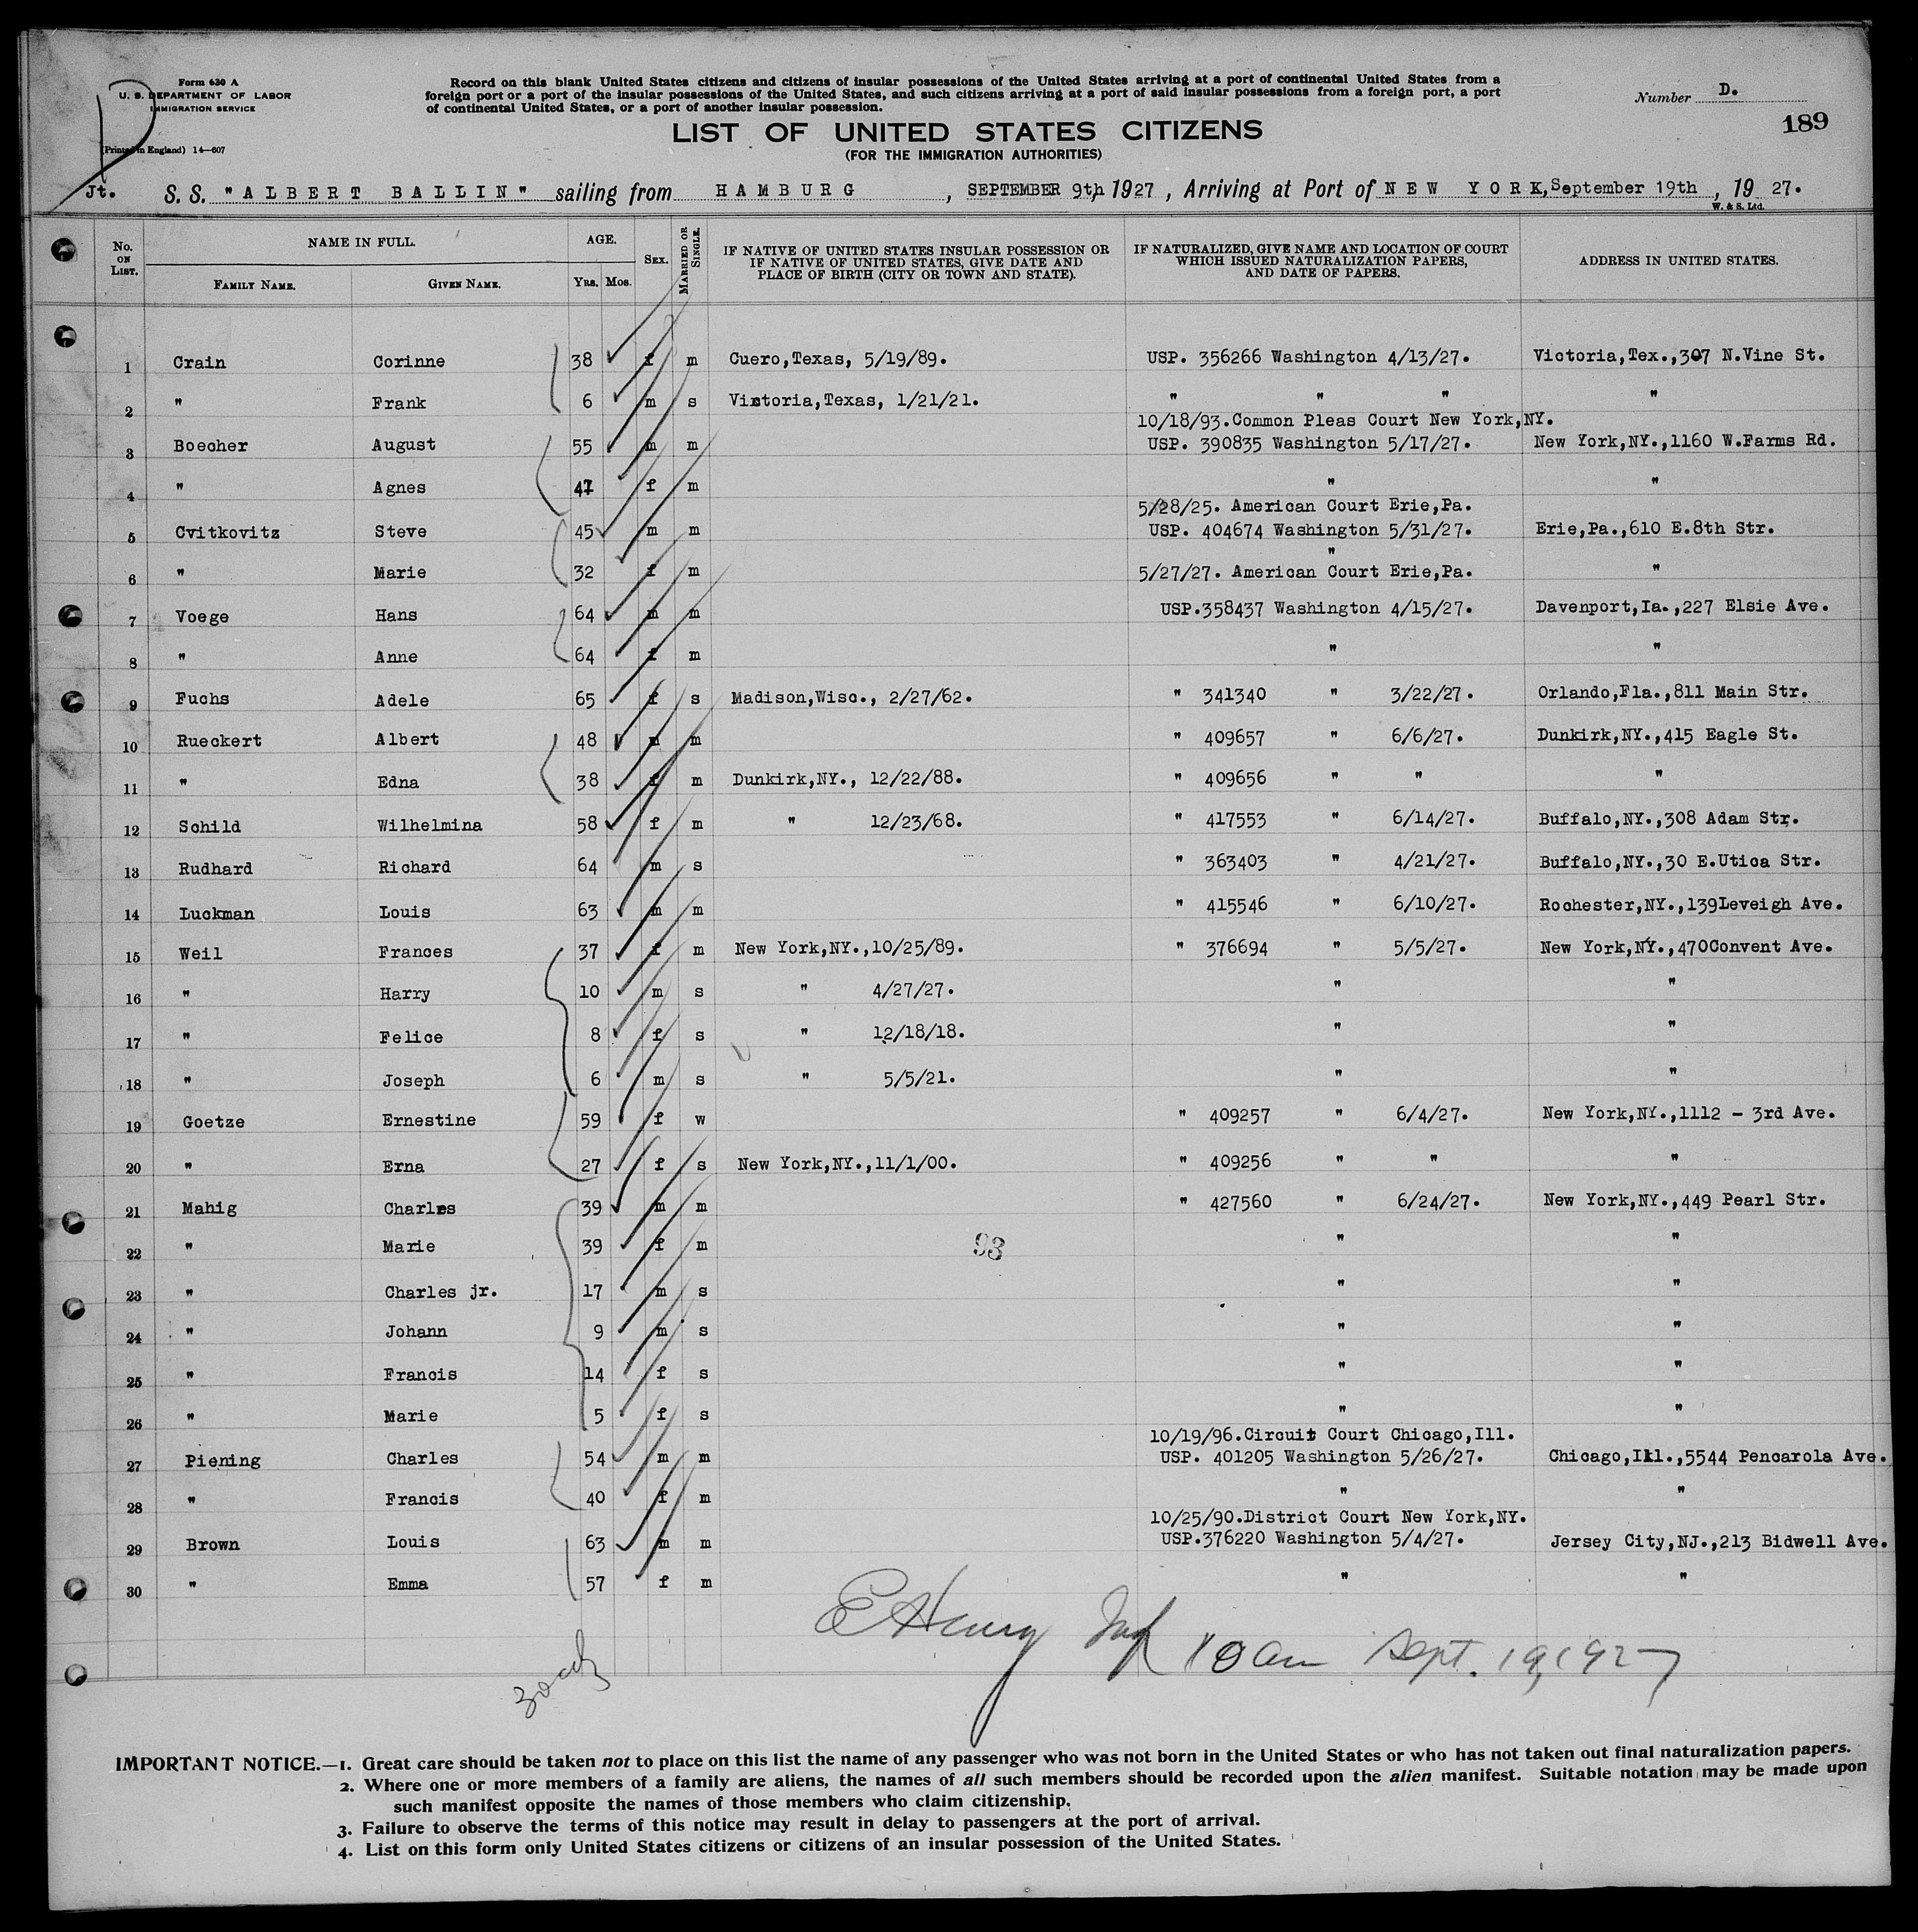 Form 630 A
U. S. DEPARTMENT OF LABOR
IMMIGRATION SERVICE
(Printed in England) 14—607
Record on this blank United States citizens and citizens of insular possessions of the United States arriving at a port of continental United States from a
foreign port or a port of the insular possessions of the United States, and such citizens arriving at a port of said insular possessions from a foreign port, a port
of continental United States, or a port of another insular possession.
Number D.
189
LIST OF UNITED STATES CITIZENS
(FOR THE IMMIGRATION AUTHORITIES)
Jt. S. S. "ALBERT BALLIN" sailing from HAMBURG, SEPTEMBER 9th 1927, Arriving at Port of NEW YORK, September 19th, 19 27.
W. & S. Ltd.
No. ON LIST. NAME IN FULL. FAMILY NAME. GIVEN NAME. AGE. YRS. MOS. SEX. MARRIED OR SINGLE. IF NATIVE OF UNITED STATES INSULAR POSSESSION OR IF NATIVE OF UNITED STATES, GIVE DATE AND PLACE OF BIRTH (CITY OR TOWN AND STATE). IF NATURALIZED, GIVE NAME AND LOCATION OF COURT WHICH ISSUED NATURALIZATION PAPERS, AND DATE OF PAPERS. ADDRESS IN UNITED STATES.
1 Crain Corinne 38 f m Cuero,Texas, 5/19/89. USP. 356266 Washington 4/13/27. Victoria,Tex.,307 N.Vine St.
2 " Frank 6 m s Victoria,Texas, 1/21/21. " " " "
10/18/93.Common Pleas Court New York,NY.
3 Boecher August 55 m m USP. 390835 Washington 5/17/27. New York,NY.,1160 W.Farms Rd.
4 " Agnes 47 f m " "
5/28/25. American Court Erie,Pa.
5 Cvitkovitz Steve 45 m m USP. 404674 Washington 5/31/27. Erie,Pa.,610 E.8th Str.
"
6 " Marie 32 f m 5/27/27. American Court Erie,Pa. "
7 Voege Hans 64 m m USP.358437 Washington 4/15/27. Davenport,Ia.,227 Elsie Ave.
8 " Anne 64 f m " "
9 Fuchs Adele 65 f s Madison,Wisc., 2/27/62. " 341340 " 3/22/27. Orlando,Fla.,811 Main Str.
10 Rueckert Albert 48 m m " 409657 " 6/6/27. Dunkirk,NY.,415 Eagle St.
11 " Edna 38 f m Dunkirk,NY., 12/22/88. " 409656 " " "
12 Schild Wilhelmina 58 f m " 12/23/68. " 417553 " 6/14/27. Buffalo,NY.,308 Adam Str.
13 Rudhard Richard 64 m s " 363403 " 4/21/27. Buffalo,NY.,30 E.Utica Str.
14 Luckman Louis 63 m m " 415546 " 6/10/27. Rochester,NY.,139Leveigh Ave.
15 Weil Frances 37 f m New York,NY.,10/25/89. " 376694 " 5/5/27. New York,NY.,470Convent Ave.
16 " Harry 10 m s " 4/27/27. " "
17 " Felice 8 f s " 12/18/18. " "
18 " Joseph 6 m s " 5/5/21. " "
19 Goetze Ernestine 59 f w " 409257 " 6/4/27. New York,NY.,1112 - 3rd Ave.
20 " Erna 27 f s New York,NY.,11/1/00. " 409256 " " "
21 Mahig Charles 39 m m " 427560 " 6/24/27. New York,NY.,449 Pearl Str.
22 " Marie 39 f m 93 " "
23 " Charles jr. 17 m s " "
24 " Johann 9 m s " "
25 " Francis 14 f s " "
26 " Marie 5 f s " "
10/19/96.Circuit Court Chicago,Ill.
27 Piening Charles 54 m m USP. 401205 Washington 5/26/27. Chicago,Ill.,5544 Pencarola Ave.
28 " Francis 40 f m " "
10/25/90.District Court New York,NY.
29 Brown Louis 63 m m USP.376220 Washington 5/4/27. Jersey City,NJ.,213 Bidwell Ave.
30 " Emma 57 f m " "
E Henry Insp 10 am Sept. 19, 1927
IMPORTANT NOTICE.—1. Great care should be taken not to place on this list the name of any passenger who was not born in the United States or who has not taken out final naturalization papers.
2. Where one or more members of a family are aliens, the names of all such members should be recorded upon the alien manifest. Suitable notation may be made upon
such manifest opposite the names of those members who claim citizenship.
3. Failure to observe the terms of this notice may result in delay to passengers at the port of arrival.
4. List on this form only United States citizens or citizens of an insular possession of the United States.